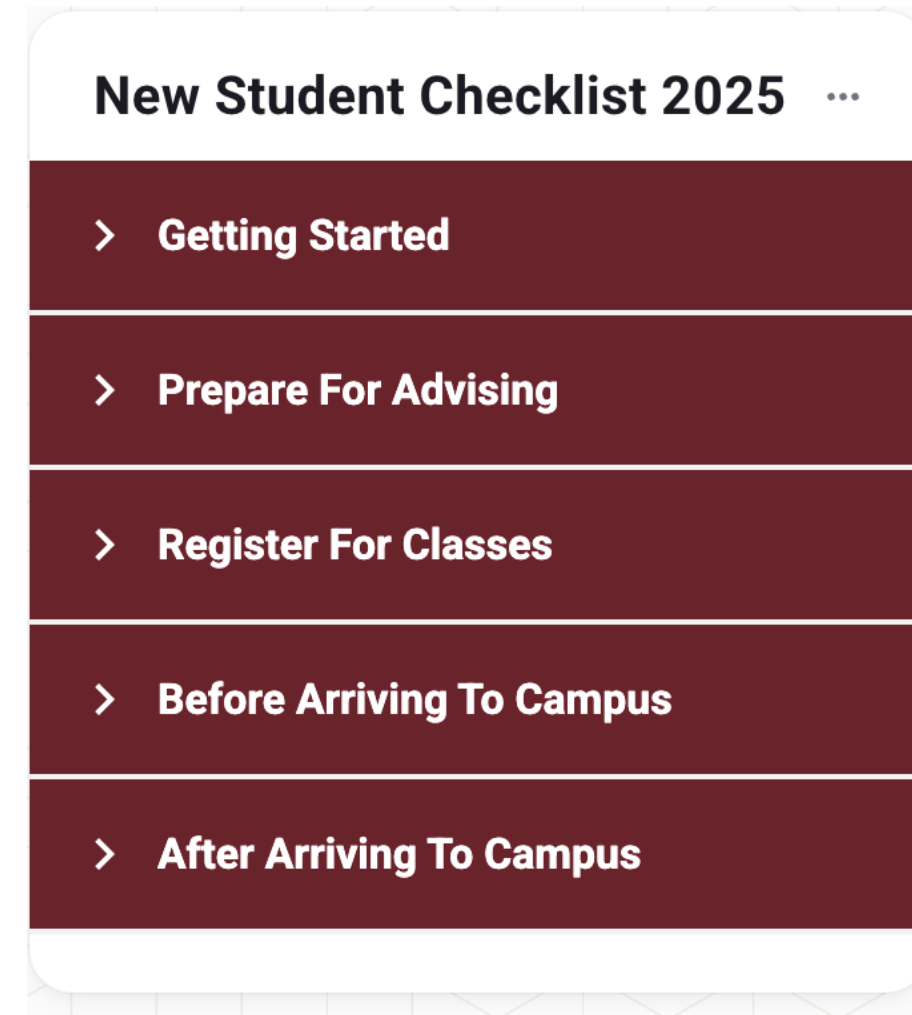 New Student Checklist 2025
Getting Started
Prepare For Advising
Register For Classes
Before Arriving To Campus
After Arriving To Campus